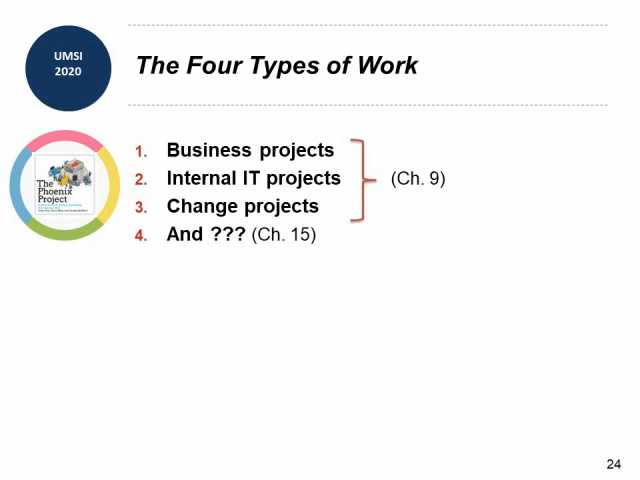 UMSI
2020
The Four Types of Work
The
Phoenix
Project
1. Business projects
2. Internal IT projects (Ch. 9)
3. Change projects
4. And ??? (Ch. 15)
24